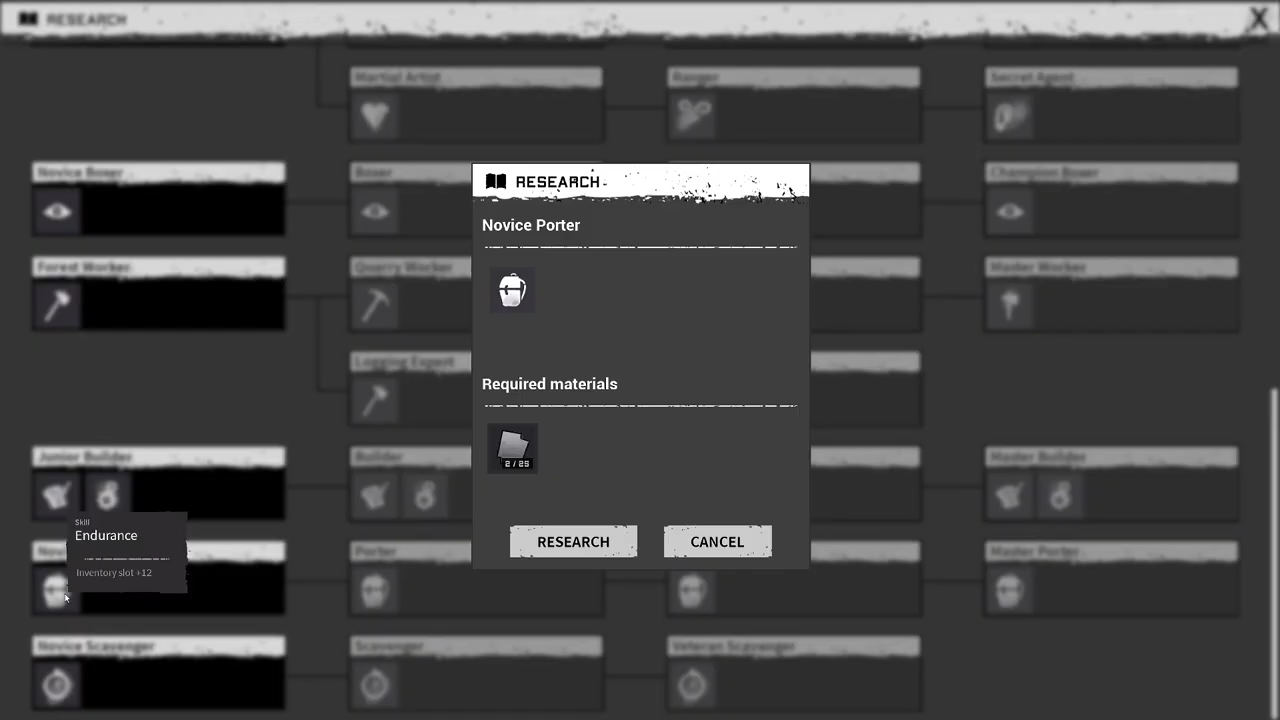 RESEARCH
X
Martial Artist
Ranger
Secret Agent
Novice Boxer
Boxer
Champion Boxer
Forest Worker
Quarry Worker
Master Worker
Logging Expert
Junior Builder
Builder
Master Builder
Porter
Master Porter
Novice Scavenger
Scavenger
Veteran Scavenger
RESEARCH
Novice Porter
Required materials
2 / 25
RESEARCH
CANCEL
Skill
Endurance
Inventory slot +12